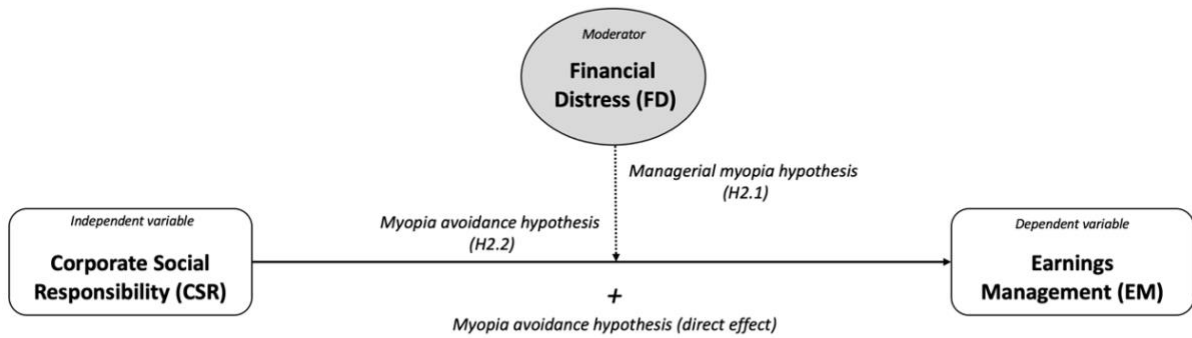 Moderator
Financial
Distress (FD)
Managerial myopia hypothesis
(H2.1)
Independent variable
Corporate Social
Responsibility (CSR)
Myopia avoidance hypothesis
(H2.2)
+
Myopia avoidance hypothesis (direct effect)
Dependent variable
Earnings
Management (EM)